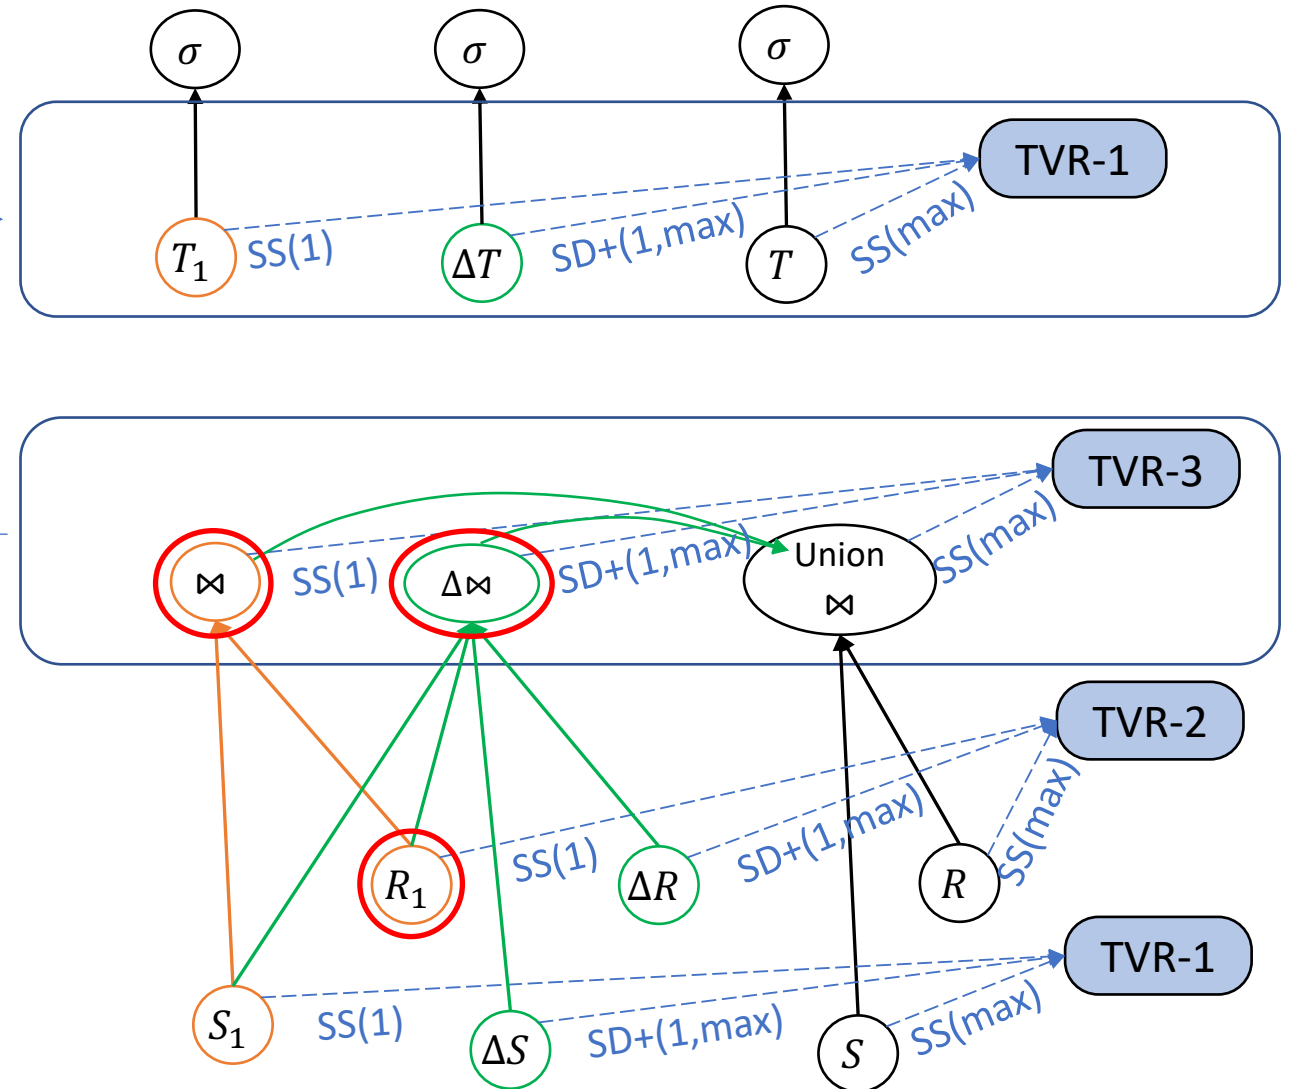 σ σ σ
TVR-1
T₁ SS(1) ΔT SD+(1,max) T SS(max)
TVR-3
⋈ SS(1) Δ⋈ SD+(1,max) Union SS(max)
⋈
TVR-2
R₁ SS(1) ΔR SD+(1,max) R SS(max)
TVR-1
S₁ SS(1) ΔS SD+(1,max) S SS(max)